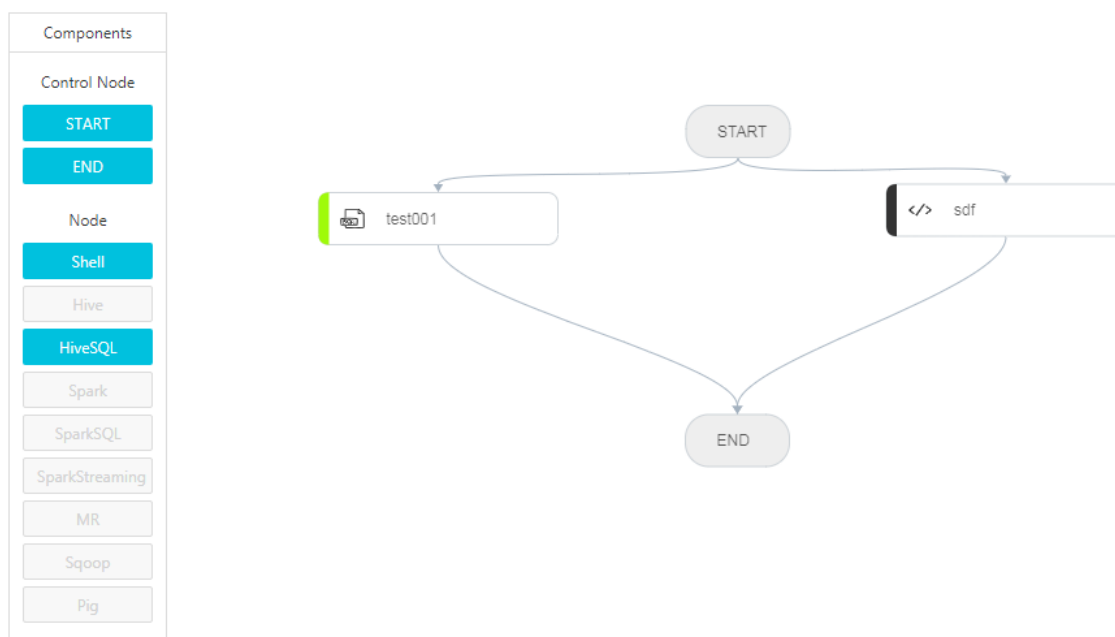 Components
Control Node
START
END
Node
Shell
Hive
HiveSQL
Spark
SparkSQL
SparkStreaming
MR
Sqoop
Pig
START
test001
</> sdf
END